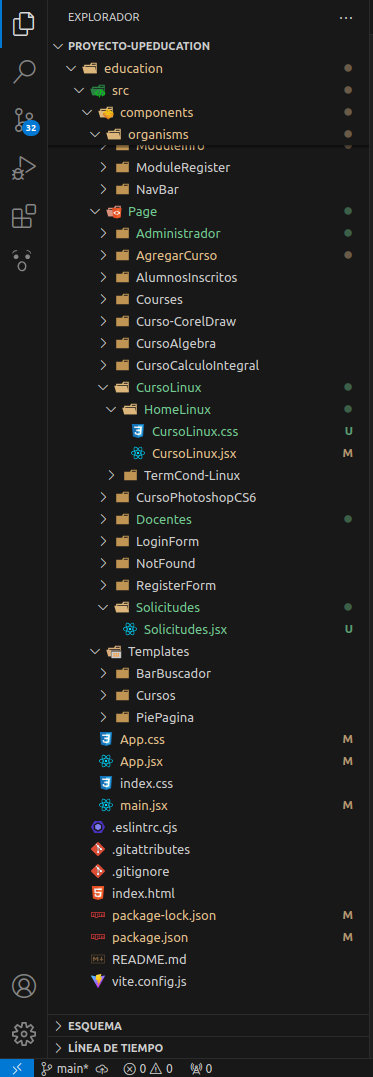 EXPLORADOR
PROYECTO-UPEDUCATION
education
src
components
32
organisms
ModuleInfo
ModuleRegister
NavBar
Page
Administrador
AgregarCurso
AlumnosInscritos
Courses
Curso-CorelDraw
CursoAlgebra
CursoCalculoIntegral
CursoLinux
HomeLinux
CursoLinux.css U
CursoLinux.jsx M
TermCond-Linux
CursoPhotoshopCS6
Docentes
LoginForm
NotFound
RegisterForm
Solicitudes
Solicitudes.jsx U
Templates
BarBuscador
Cursos
PiePagina
App.css M
App.jsx M
index.css
main.jsx M
.eslintrc.cjs
.gitattributes
.gitignore
index.html
package-lock.json M
package.json M
README.md
vite.config.js
ESQUEMA
LÍNEA DE TIEMPO
main* 0 0 0